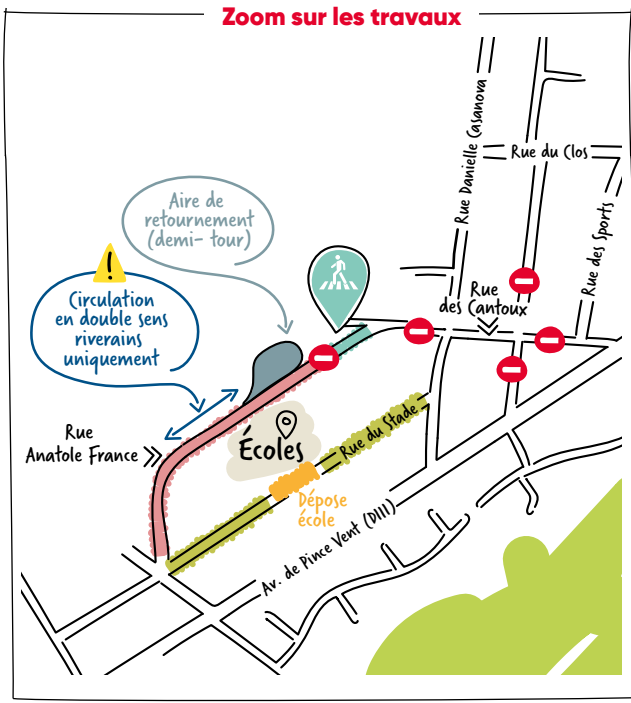 Zoom sur les travaux
Rue Danielle Casanova
Rue du Clos
Rue des Sports
Aire de
retournement
(demi- tour)
Circulation
en double sens
riverains
uniquement
Rue
des Cantoux
Rue
Anatole France
Écoles
Rue du Stade
Dépose
école
Av. de Pince Vent (D111)